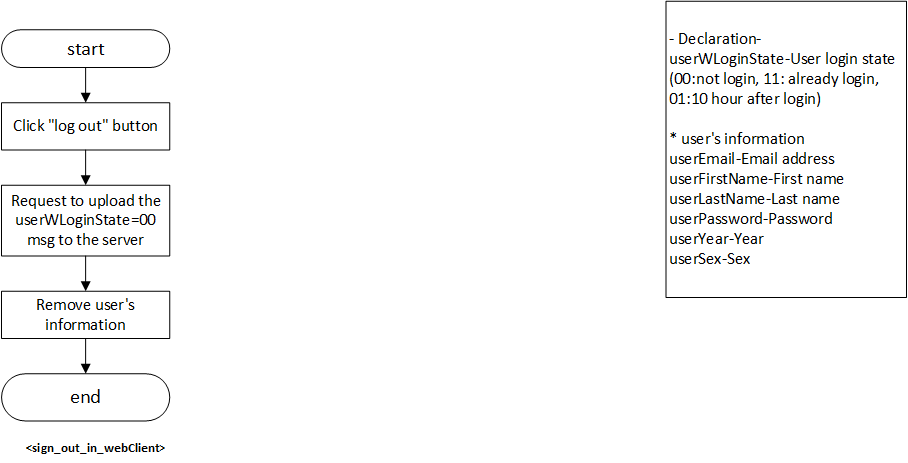 start
Click "log out" button
Request to upload the
userWLoginState=00
msg to the server
Remove user's
information
end
<sign_out_in_webClient>
- Declaration-
userWLoginState-User login state
(00:not login, 11: already login,
01:10 hour after login)
* user's information
userEmail-Email address
userFirstName-First name
userLastName-Last name
userPassword-Password
userYear-Year
userSex-Sex